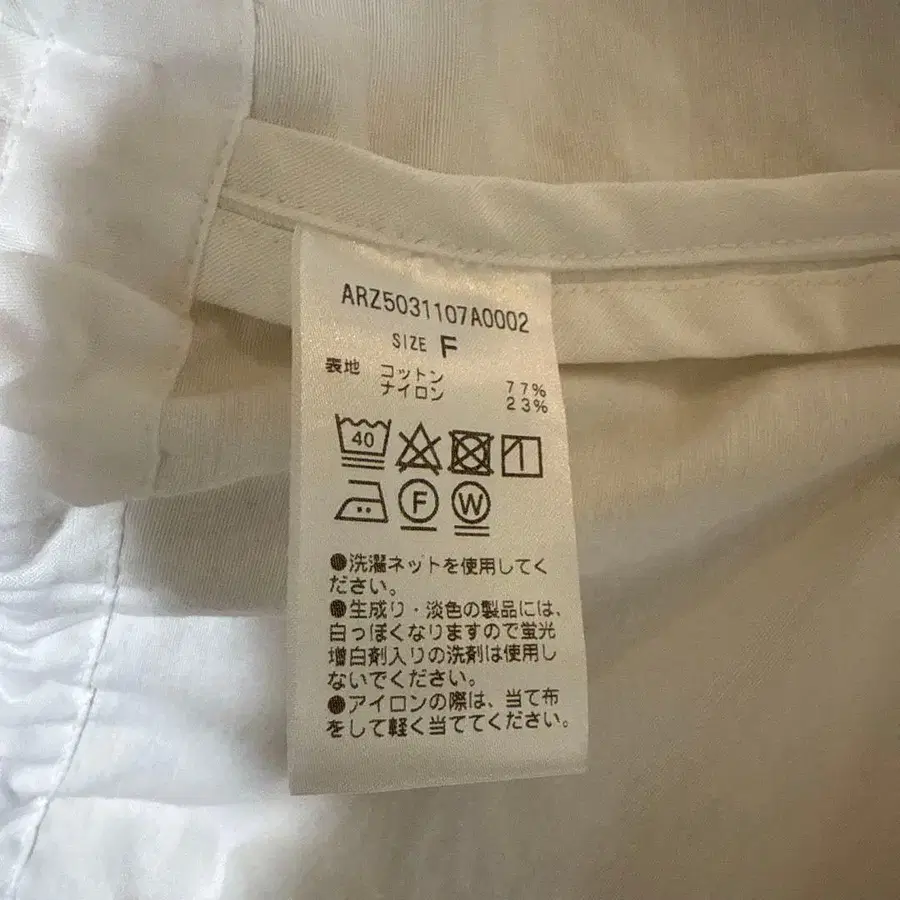 ARZ5031107A0002
SIZE F
表地 コットン 77%
ナイロン 23%
40
F W
●洗濯ネットを使用してく
ださい。
●生成り・淡色の製品には、
白っぽくなりますので蛍光
増白剤入りの洗剤は使用し
ないでください。
●アイロンの際は、当て布
をして軽く当ててください。